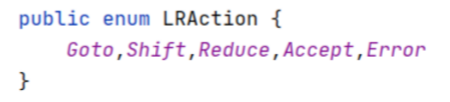 public enum LRAction {
    Goto,Shift,Reduce,Accept,Error
}